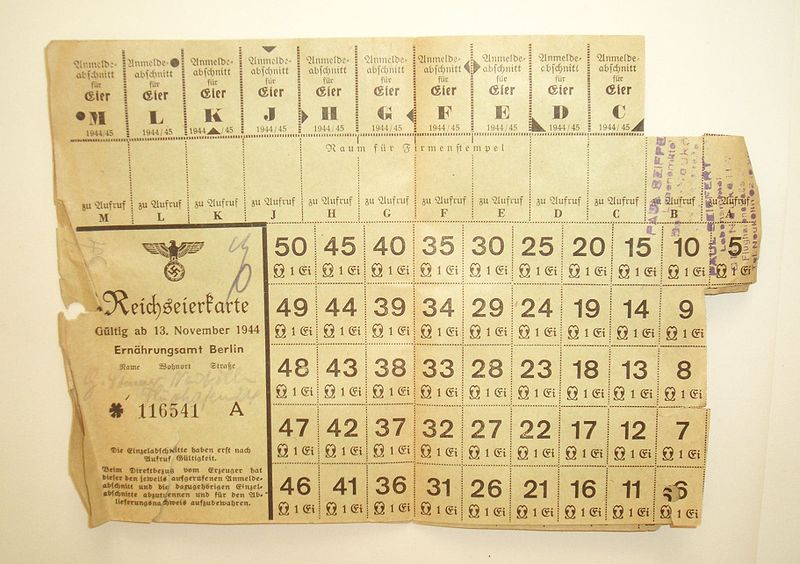 Anmelde- Anmelde- Anmelde- Anmelde- Anmelde- Anmelde- Anmelde- Anmelde- Anmelde- Anmelde-
abschnitt abschnitt abschnitt abschnitt abschnitt abschnitt abschnitt abschnitt abschnitt abschnitt
für für für für für für für für für für
Eier Eier Eier Eier Eier Eier Eier Eier Eier Eier
M L K J H G F E D C
1944/45 1944/45 1944/45 1944/45 1944/45 1944/45 1944/45 1944/45 1944/45 1944/45
Raum für Firmenstempel
zu Aufruf zu Aufruf zu Aufruf zu Aufruf zu Aufruf zu Aufruf zu Aufruf zu Aufruf zu Aufruf zu Aufruf zu Aufruf zu Aufruf
M L K J H G F E D C B A
PAUL SEIFERT
Lebensmittel
Reichseierkarte
Gültig ab 13. November 1944
Ernährungsamt Berlin
Name Wohnort Straße
116541 A
Die Einzelabschnitte haben erst nach
Aufruf Gültigkeit.
Beim Direktbezug vom Erzeuger hat
dieser den jeweils aufgerufenen Anmelde-
abschnitt und die dazugehörigen Einzel-
abschnitte abzutrennen und für den Ab-
lieferungsnachweis aufzubewahren.
50 45 40 35 30 25 20 15 10 5
1 Ei 1 Ei 1 Ei 1 Ei 1 Ei 1 Ei 1 Ei 1 Ei 1 Ei 1 Ei
49 44 39 34 29 24 19 14 9
1 Ei 1 Ei 1 Ei 1 Ei 1 Ei 1 Ei 1 Ei 1 Ei 1 Ei
48 43 38 33 28 23 18 13 8
1 Ei 1 Ei 1 Ei 1 Ei 1 Ei 1 Ei 1 Ei 1 Ei 1 Ei
47 42 37 32 27 22 17 12 7
1 Ei 1 Ei 1 Ei 1 Ei 1 Ei 1 Ei 1 Ei 1 Ei 1 Ei
46 41 36 31 26 21 16 11 6
1 Ei 1 Ei 1 Ei 1 Ei 1 Ei 1 Ei 1 Ei 1 Ei 1 Ei